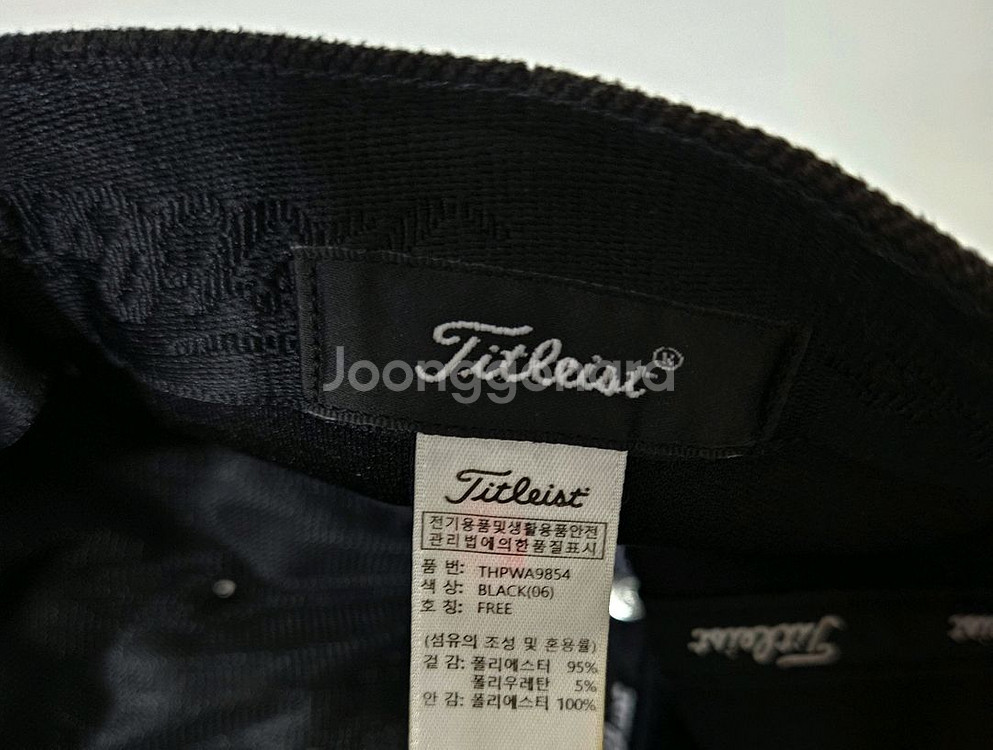 Titleist®
Joonggonara
Titleist
전기용품및생활용품안전
관리법에의한품질표시
품 번: THPWA9854
색 상: BLACK(06)
호 칭: FREE
(섬유의 조성 및 혼용률)
겉 감: 폴리에스터 95%
폴리우레탄 5%
안 감: 폴리에스터 100%
Titleist